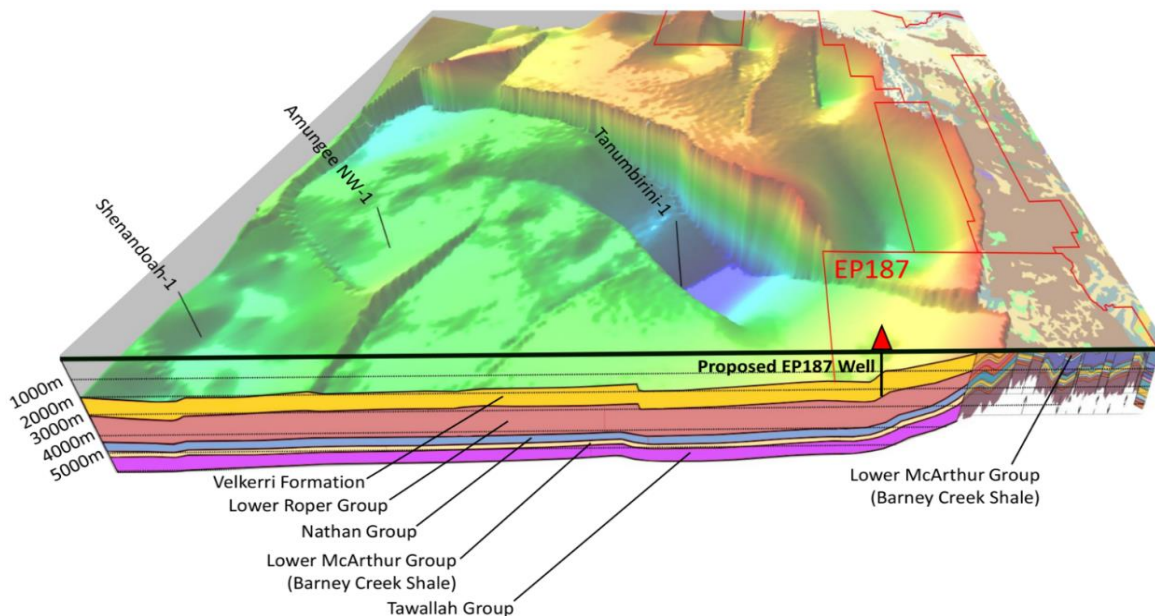 Amungee NW-1
Tanumbirini-1
Shenandoah-1
EP187
Proposed EP187 Well
1000m
2000m
3000m
4000m
5000m
Velkerri Formation
Lower Roper Group
Nathan Group
Lower McArthur Group
(Barney Creek Shale)
Tawallah Group
Lower McArthur Group
(Barney Creek Shale)